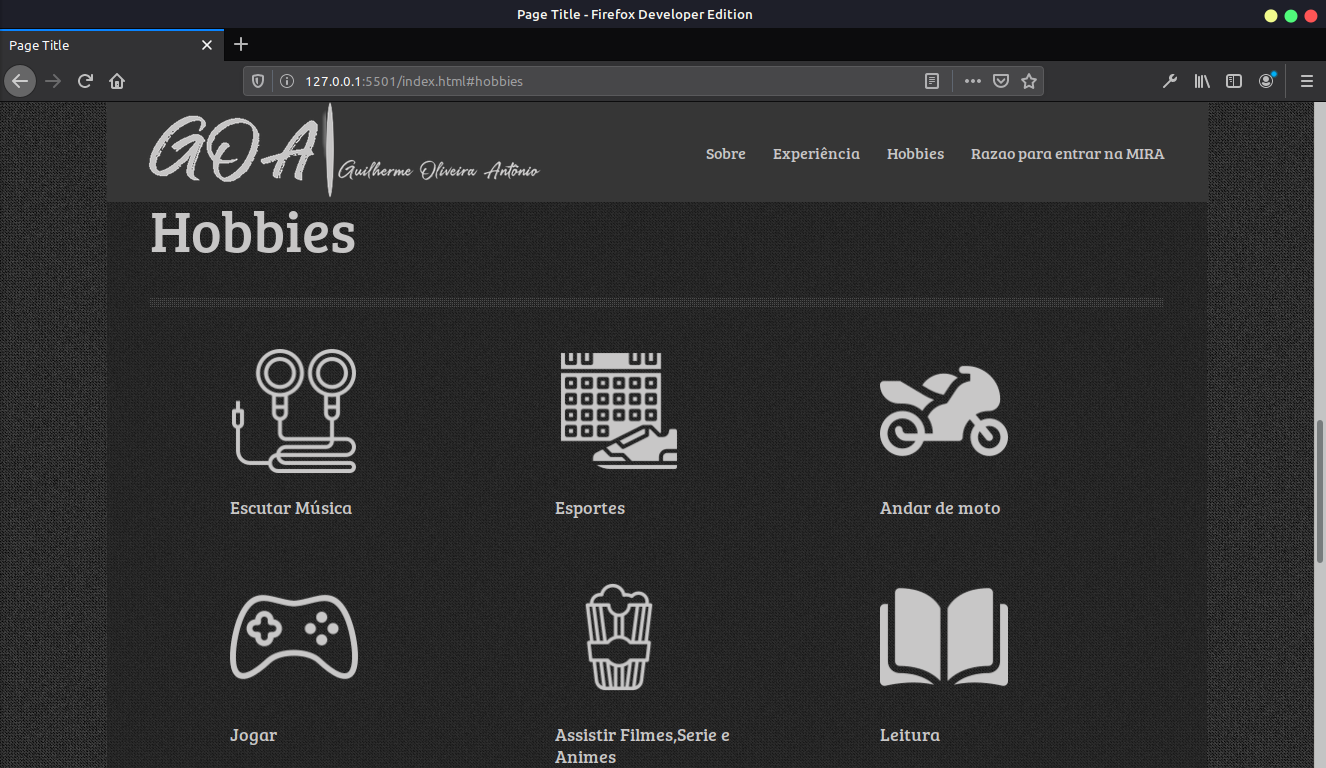 Page Title - Firefox Developer Edition
Page Title
127.0.0.1:5501/index.html#hobbies
GOA Guilherme Oliveira Antônio
Sobre Experiência Hobbies Razao para entrar na MIRA
Hobbies
Escutar Música Esportes Andar de moto
Jogar Assistir Filmes,Serie e Leitura
Animes